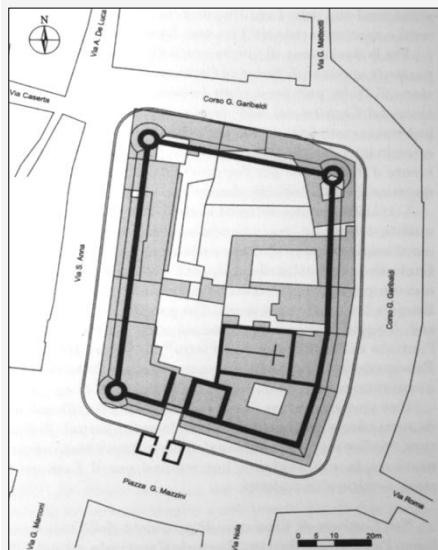 N
Via A. De Luca
Via G. Matteotti
Via Caserta
Corso G. Garibaldi
Via S. Anna
Corso G. Garibaldi
Piazza G. Mazzini
Via Roma
Via G. Marconi
Via Nola
0 5 10 20m